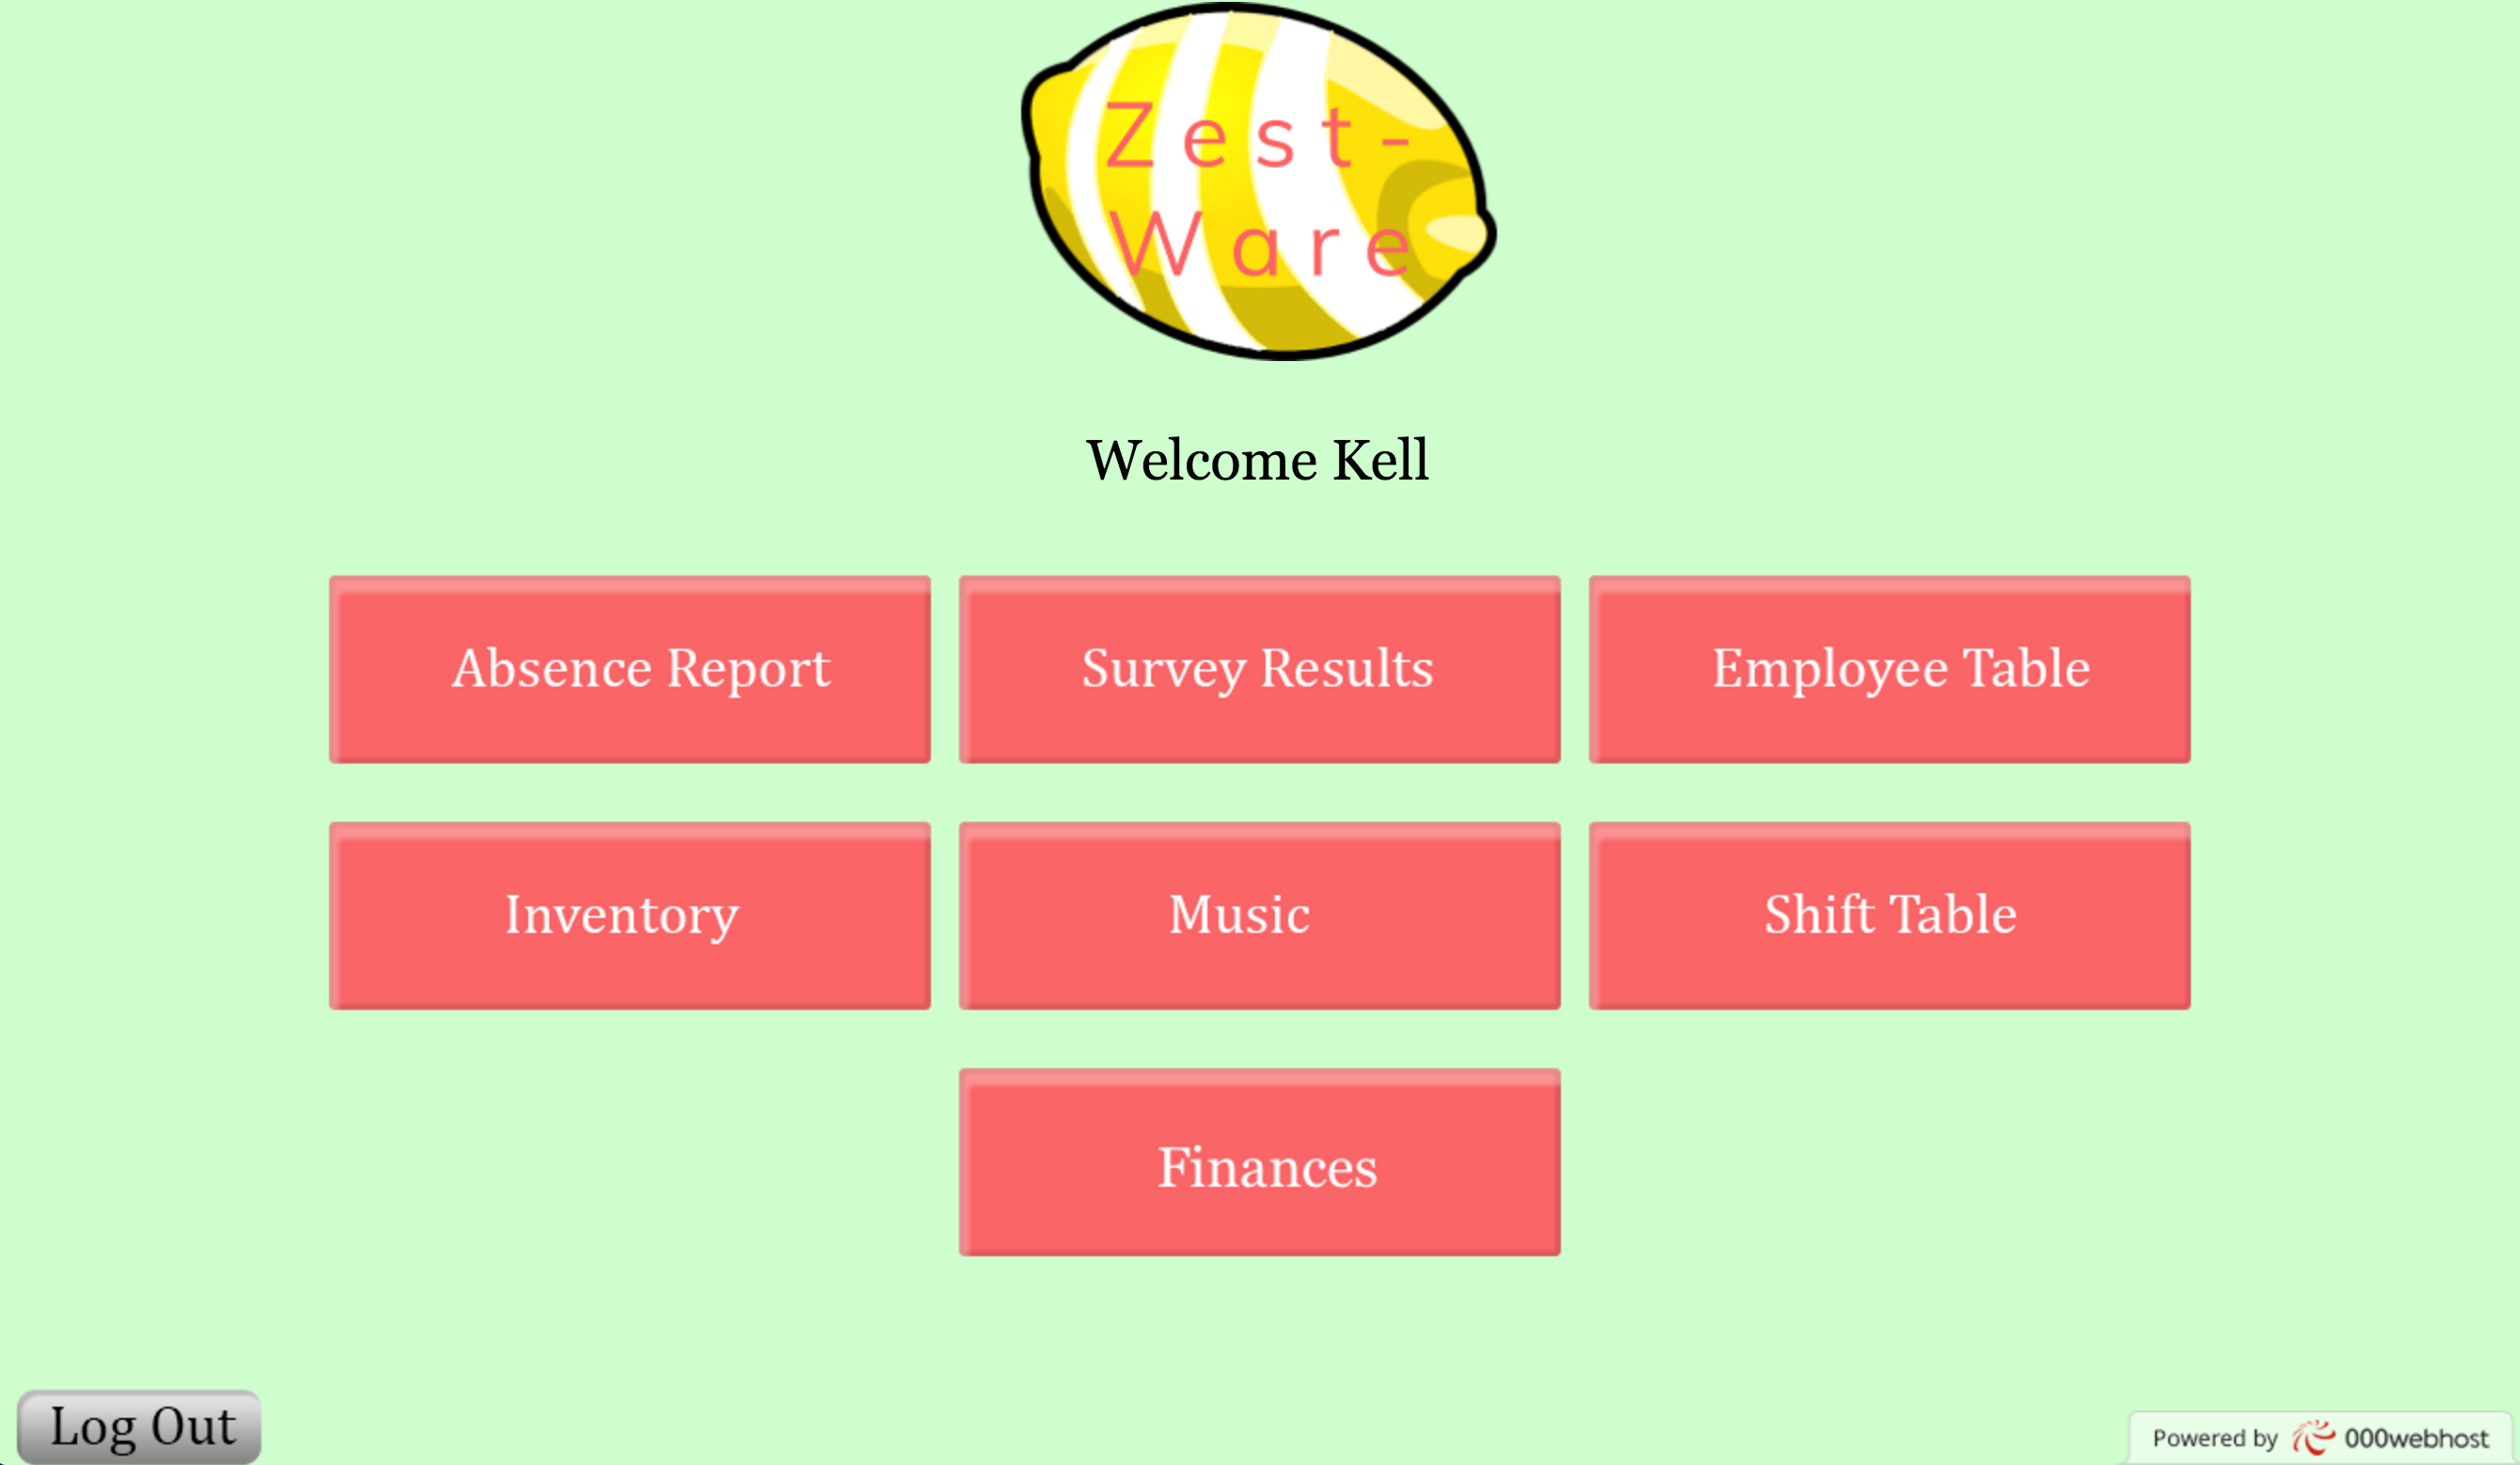 Zest-
Ware
Welcome Kell
Absence Report
Survey Results
Employee Table
Inventory
Music
Shift Table
Finances
Log Out
Powered by 000webhost